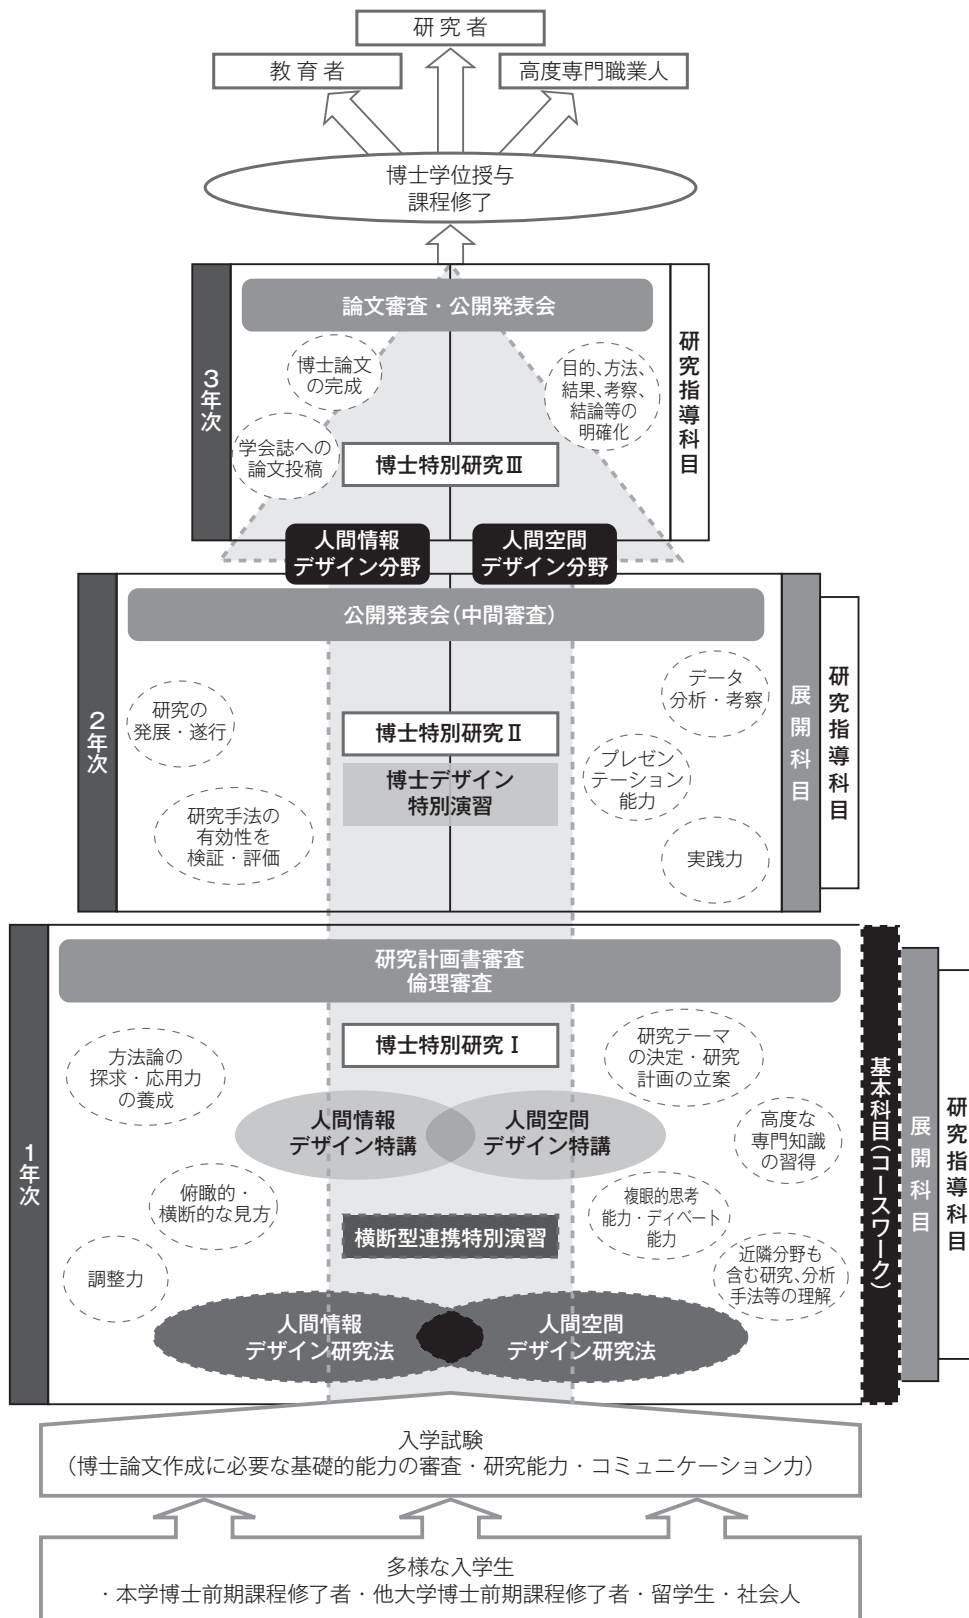 研究者
教育者
高度専門職業人
博士学位授与
課程修了
3年次
論文審査・公開発表会
博士論文
の完成
目的、方法、
結果、考察、
結論等の
明確化
学会誌への
論文投稿
博士特別研究Ⅲ
研究指導科目
人間情報
デザイン分野
人間空間
デザイン分野
2年次
公開発表会（中間審査）
研究の
発展・遂行
データ
分析・考察
博士特別研究Ⅱ
博士デザイン
特別演習
プレゼン
テーション
能力
研究手法の
有効性を
検証・評価
実践力
展開科目
研究指導科目
1年次
研究計画書審査
倫理審査
博士特別研究Ⅰ
方法論の
探求・応用力
の養成
研究テーマ
の決定・研究
計画の立案
人間情報
デザイン特講
人間空間
デザイン特講
高度な
専門知識
の習得
俯瞰的・
横断的な見方
複眼的思考
能力・ディベート
能力
横断型連携特別演習
調整力
近隣分野も
含む研究、分析
手法等の理解
人間情報
デザイン研究法
人間空間
デザイン研究法
基本科目（コースワーク）
展開科目
研究指導科目
入学試験
（博士論文作成に必要な基礎的能力の審査・研究能力・コミュニケーション力）
多様な入学生
・本学博士前期課程修了者・他大学博士前期課程修了者・留学生・社会人